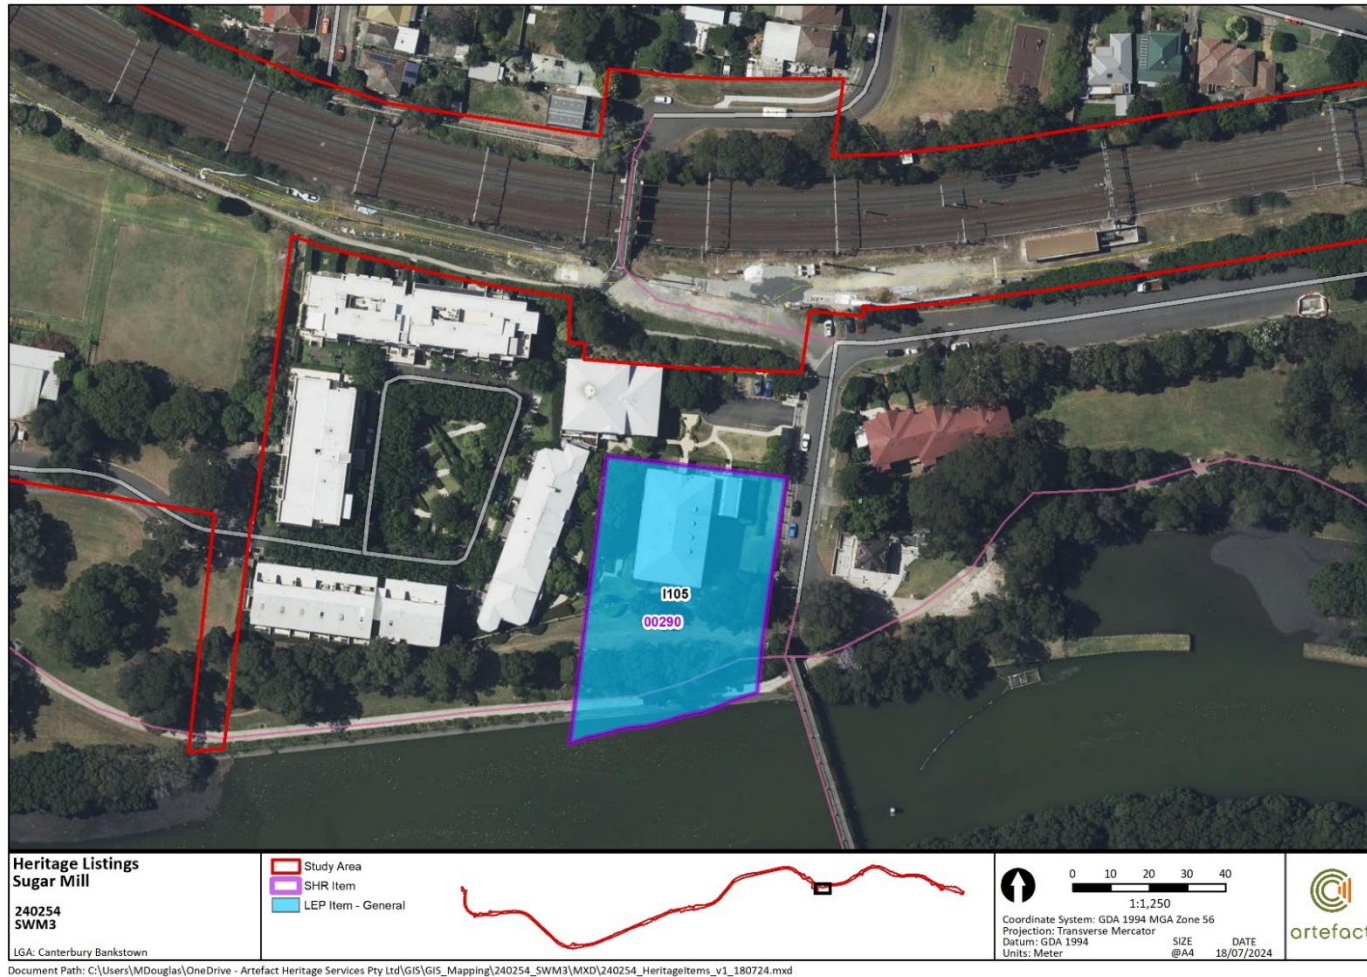 I105
00290
Heritage Listings
Sugar Mill
240254
SWM3
LGA: Canterbury Bankstown
Study Area
SHR Item
LEP Item - General
0 10 20 30 40
1:1,250
Coordinate System: GDA 1994 MGA Zone 56
Projection: Transverse Mercator
Datum: GDA 1994
Units: Meter
SIZE
@A4
DATE
18/07/2024
artefact
Document Path: C:\Users\MDouglas\OneDrive - Artefact Heritage Services Pty Ltd\GIS\GIS_Mapping\240254_SWM3\MXD\240254_HeritageItems_v1_180724.mxd